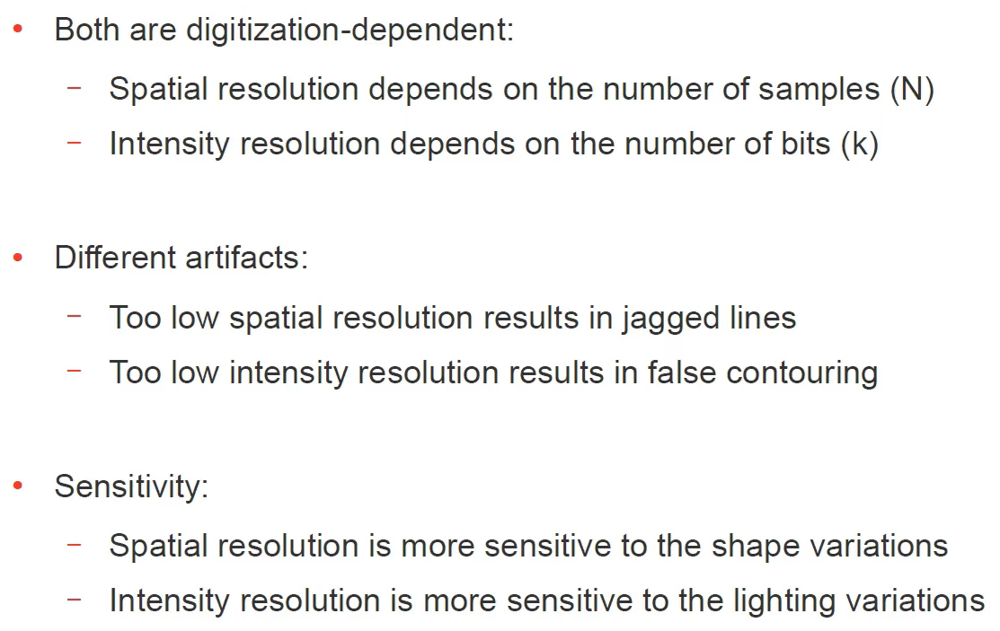 • Both are digitization-dependent:
− Spatial resolution depends on the number of samples (N)
− Intensity resolution depends on the number of bits (k)
• Different artifacts:
− Too low spatial resolution results in jagged lines
− Too low intensity resolution results in false contouring
• Sensitivity:
− Spatial resolution is more sensitive to the shape variations
− Intensity resolution is more sensitive to the lighting variations